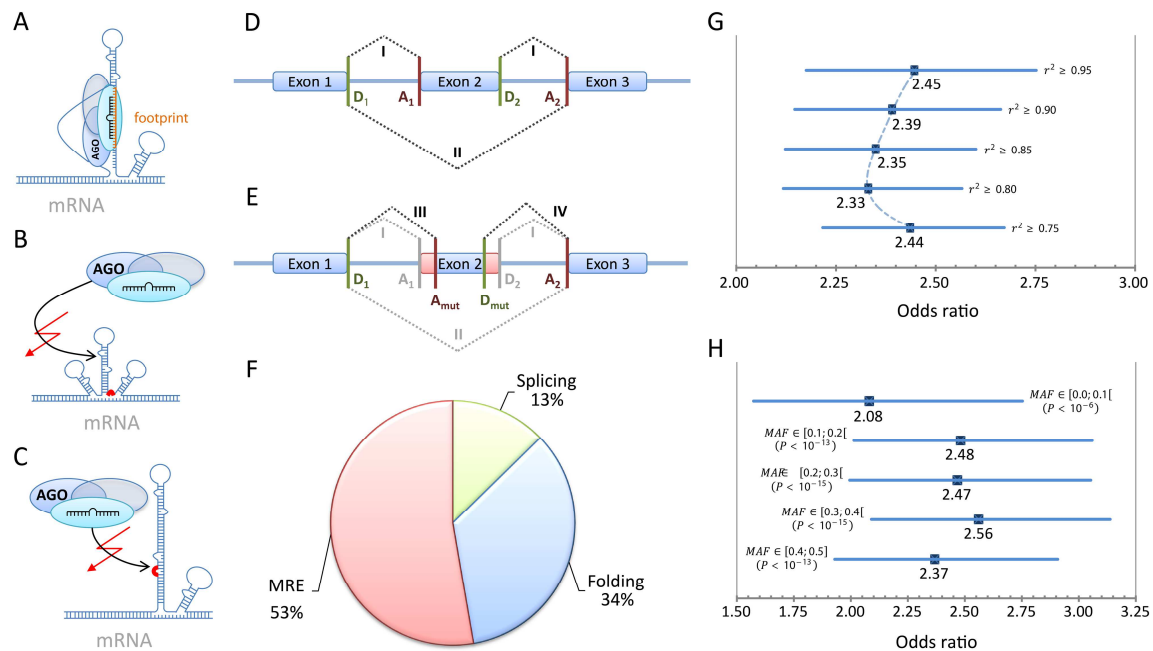 A
AGO
footprint
mRNA
B
AGO
mRNA
C
AGO
mRNA
D
I
I
Exon 1
Exon 2
Exon 3
D1
A1
D2
A2
II
E
III
IV
I
I
Exon 1
Exon 2
Exon 3
D1
A1
D2
A2
Amut
Dmut
II
F
Splicing
13%
MRE
53%
Folding
34%
G
r² ≥ 0.95
2.45
r² ≥ 0.90
2.39
r² ≥ 0.85
2.35
r² ≥ 0.80
2.33
r² ≥ 0.75
2.44
2.00 2.25 2.50 2.75 3.00
Odds ratio
H
MAF ∈ [0.0; 0.1[
(P < 10⁻⁶)
2.08
MAF ∈ [0.1; 0.2[
(P < 10⁻¹³)
2.48
MAF∈ [0.2; 0.3[
(P < 10⁻¹⁵)
2.47
MAF ∈ [0.3; 0.4[
(P < 10⁻¹⁵)
2.56
MAF ∈ [0.4; 0.5]
(P < 10⁻¹³)
2.37
1.50 1.75 2.00 2.25 2.50 2.75 3.00 3.25
Odds ratio